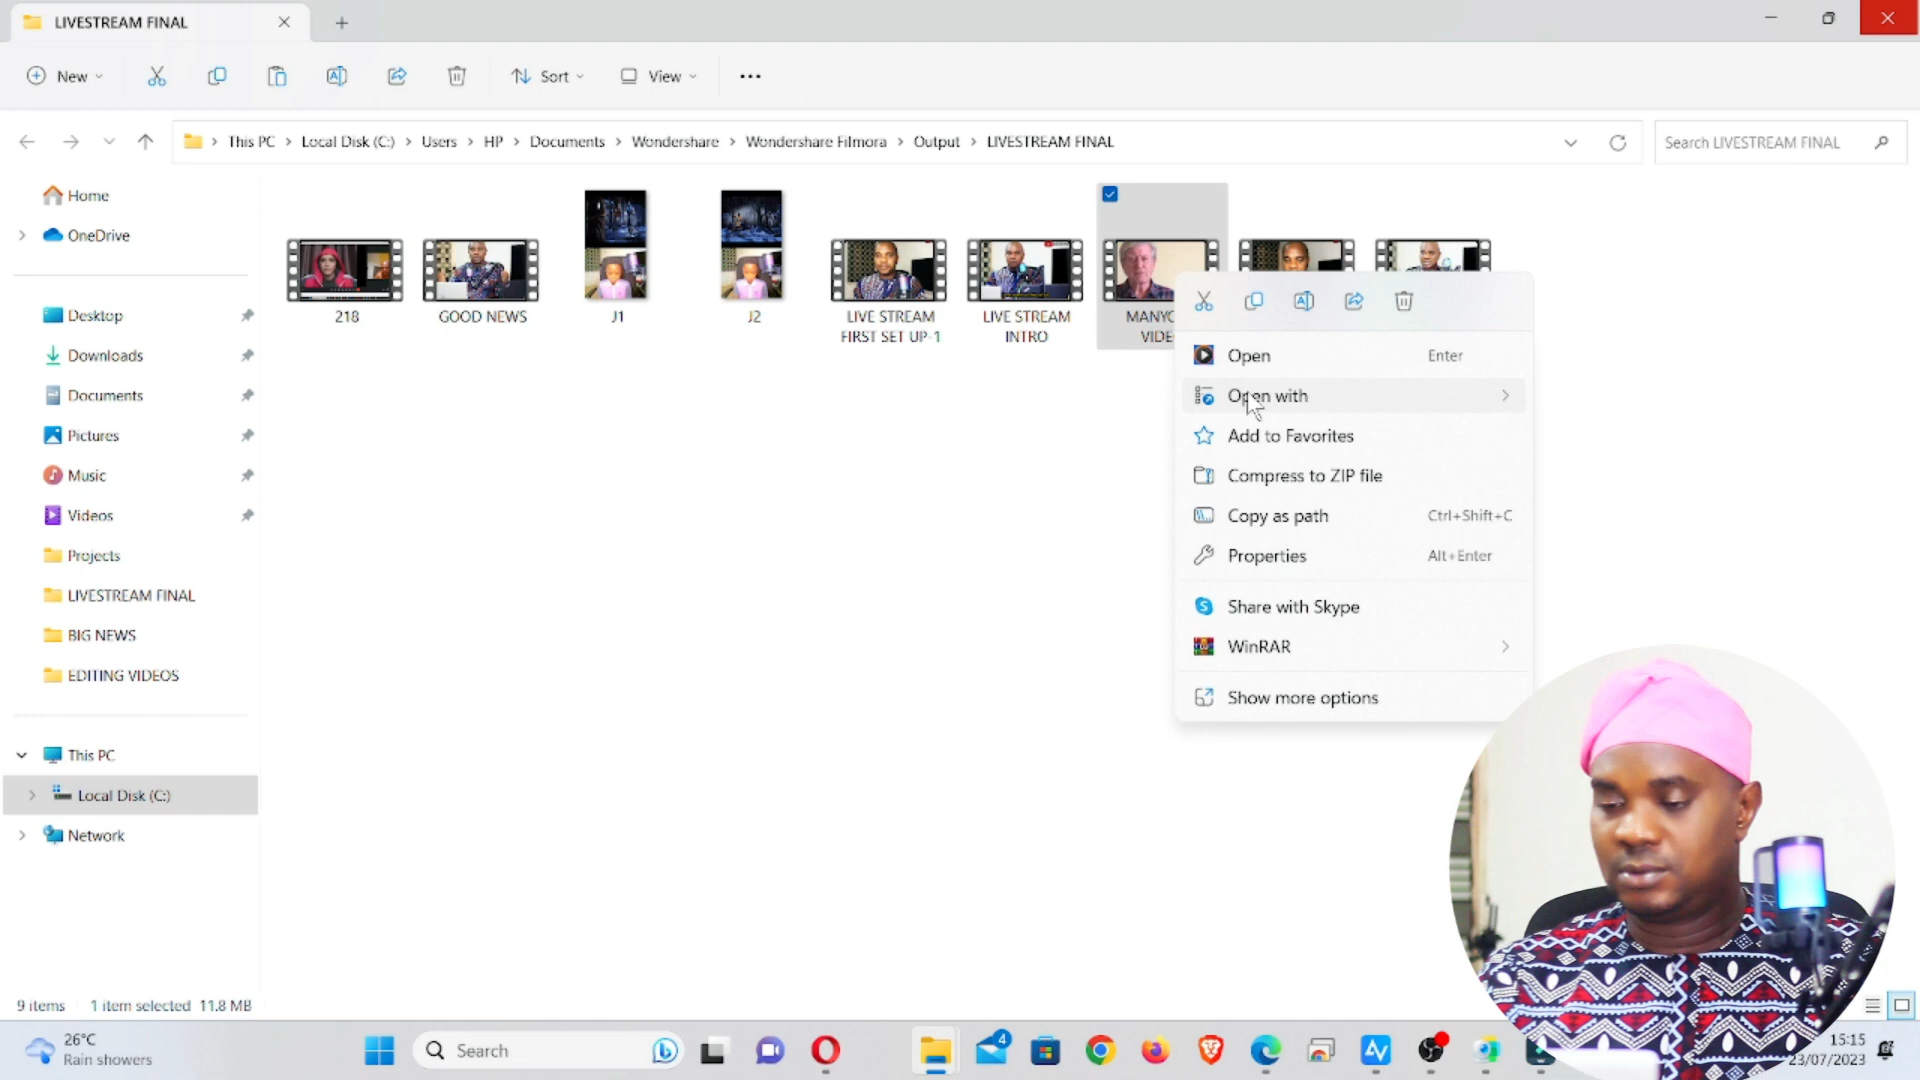 LIVESTREAM FINAL
New
Sort
View
This PC
Local Disk (C:)
Users
HP
Documents
Wondershare
Wondershare Filmora
Output
LIVESTREAM FINAL
Search LIVESTREAM FINAL
Home
OneDrive
Desktop
Downloads
Documents
Pictures
Music
Videos
Projects
LIVESTREAM FINAL
BIG NEWS
EDITING VIDEOS
This PC
Local Disk (C:)
Network
218
GOOD NEWS
J1
J2
LIVE STREAM
FIRST SET UP-1
LIVE STREAM
INTRO
Open Enter
Open with
Add to Favorites
Compress to ZIP file
Copy as path Ctrl+Shift+C
Properties Alt+Enter
Share with Skype
WinRAR
Show more options
9 items 1 item selected 11.8 MB
26°C
Rain showers
Search
4
15:15
23/07/2023